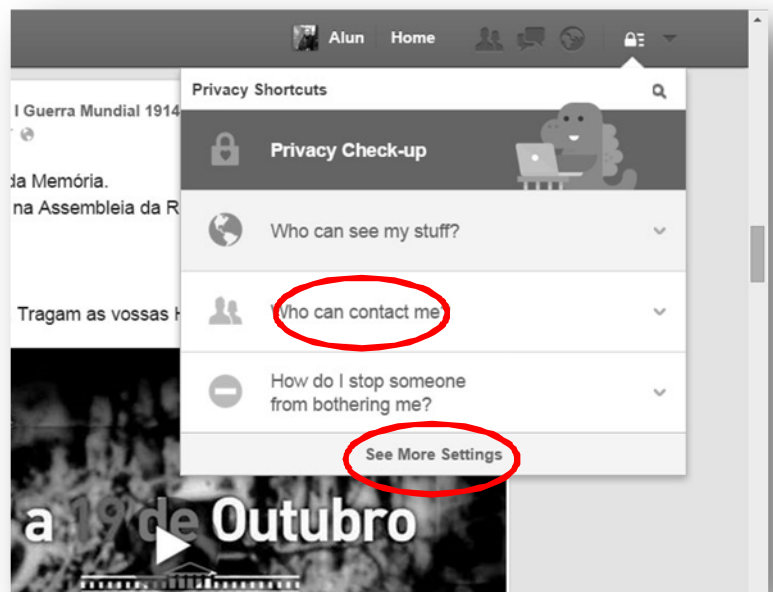 Alun Home
Privacy Shortcuts
I Guerra Mundial 1914
Privacy Check-up
da Memória.
na Assembleia da R
Who can see my stuff?
Who can contact me?
Tragam as vossas
How do I stop someone
from bothering me?
See More Settings
a 19 de Outubro